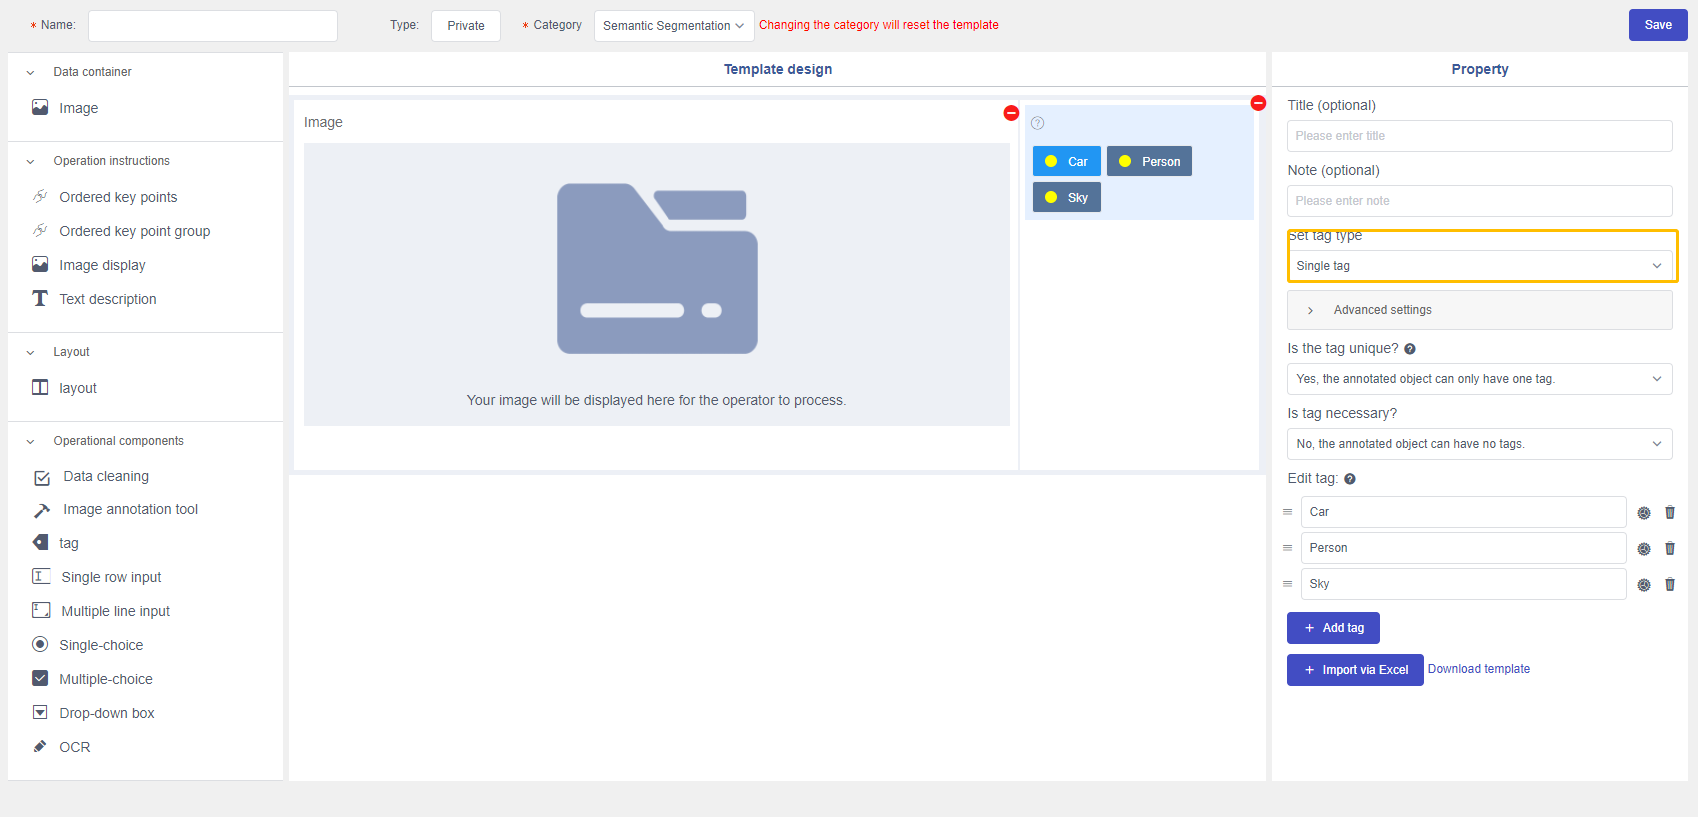 * Name:
Type: Private
* Category Semantic Segmentation Changing the category will reset the template
Save
Data container
Image
Operation instructions
Ordered key points
Ordered key point group
Image display
Text description
Layout
layout
Operational components
Data cleaning
Image annotation tool
tag
Single row input
Multiple line input
Single-choice
Multiple-choice
Drop-down box
OCR
Template design
Image
Your image will be displayed here for the operator to process.
Car Person
Sky
Property
Title (optional)
Please enter title
Note (optional)
Please enter note
Set tag type
Single tag
Advanced settings
Is the tag unique?
Yes, the annotated object can only have one tag.
Is tag necessary?
No, the annotated object can have no tags.
Edit tag:
Car
Person
Sky
+ Add tag
+ Import via Excel Download template